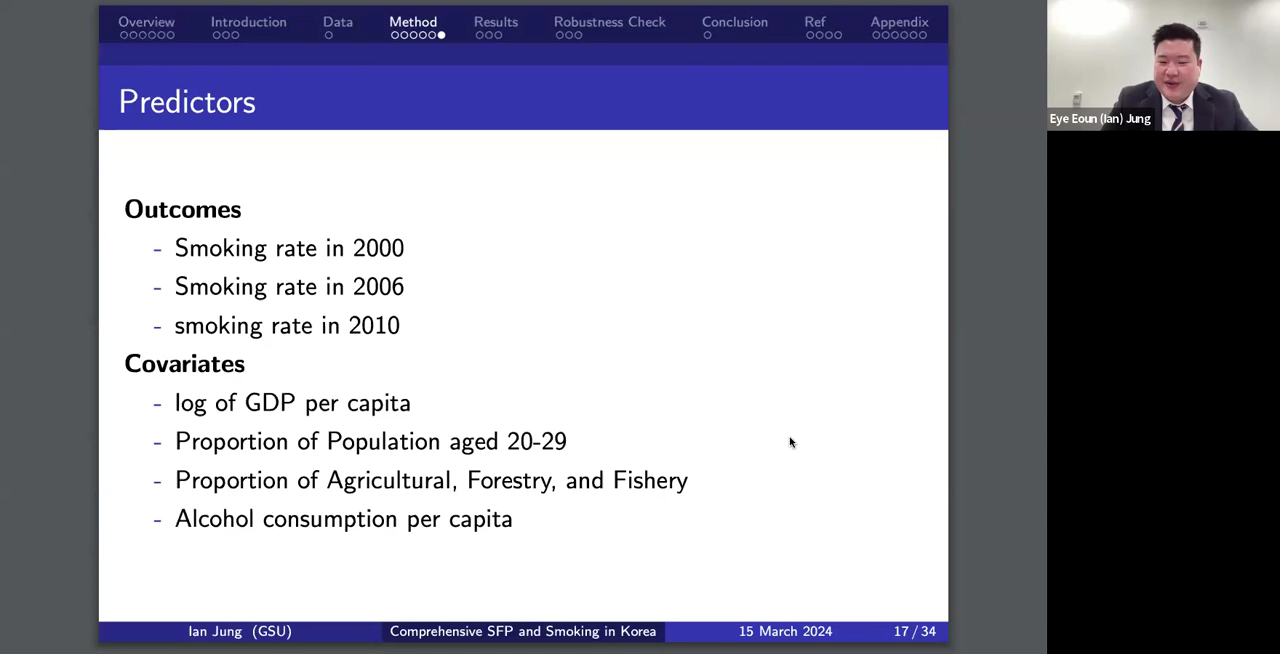 Overview Introduction Data Method Results Robustness Check Conclusion Ref Appendix
Predictors
Eye Eoun (Ian) Jung
Outcomes
- Smoking rate in 2000
- Smoking rate in 2006
- smoking rate in 2010
Covariates
- log of GDP per capita
- Proportion of Population aged 20-29
- Proportion of Agricultural, Forestry, and Fishery
- Alcohol consumption per capita
Ian Jung (GSU) Comprehensive SFP and Smoking in Korea 15 March 2024 17 / 34